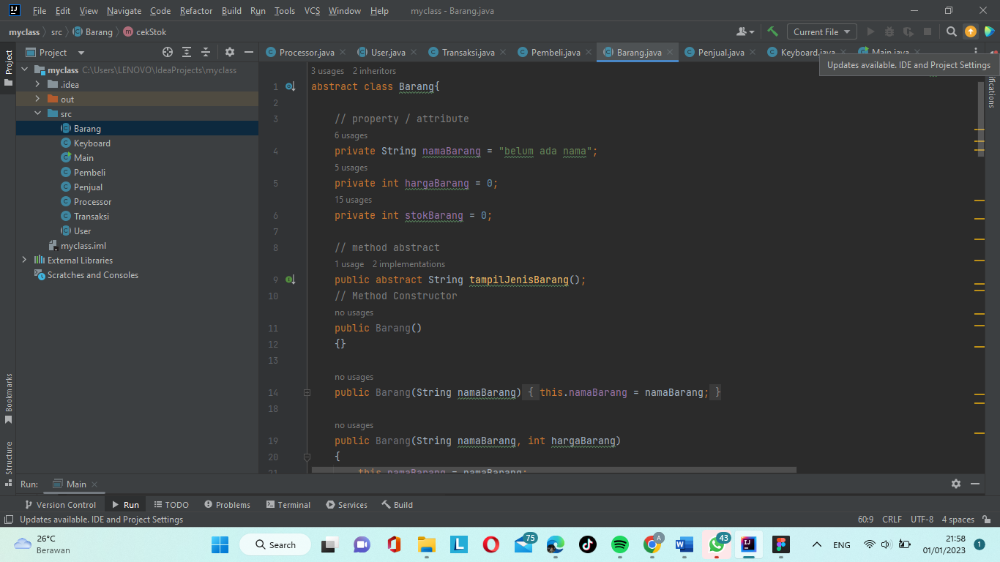 File Edit View Navigate Code Refactor Build Run Tools VCS Window Help myclass - Barang.java
myclass src Barang cekStok
Current File
Project
Processor.java User.java Transaksi.java Pembeli.java Barang.java Penjual.java Keyboard.java Main.java
Updates available. IDE and Project Settings
Project
myclass C:\Users\LENOVO\IdeaProjects\myclass
.idea
out
src
Barang
Keyboard
Main
Pembeli
Penjual
Processor
Transaksi
User
myclass.iml
External Libraries
Scratches and Consoles
Bookmarks
Structure
3 usages 2 inheritors
1 abstract class Barang{
2
3 // property / attribute
6 usages
4 private String namaBarang = "belum ada nama";
5 usages
5 private int hargaBarang = 0;
15 usages
6 private int stokBarang = 0;
7
8 // method abstract
1 usage 2 implementations
9 public abstract String tampilJenisBarang();
10 // Method Constructor
no usages
11 public Barang()
12 {}
13
no usages
14 public Barang(String namaBarang) { this.namaBarang = namaBarang; }
18
no usages
19 public Barang(String namaBarang, int hargaBarang)
20 {
21 this.namaBarang = namaBarang;
Run: Main
Version Control Run TODO Problems Terminal Services Build
Updates available. IDE and Project Settings 60:9 CRLF UTF-8 4 spaces
26°C
Berawan
Search
75
A
43
ENG
21:58
01/01/2023
1